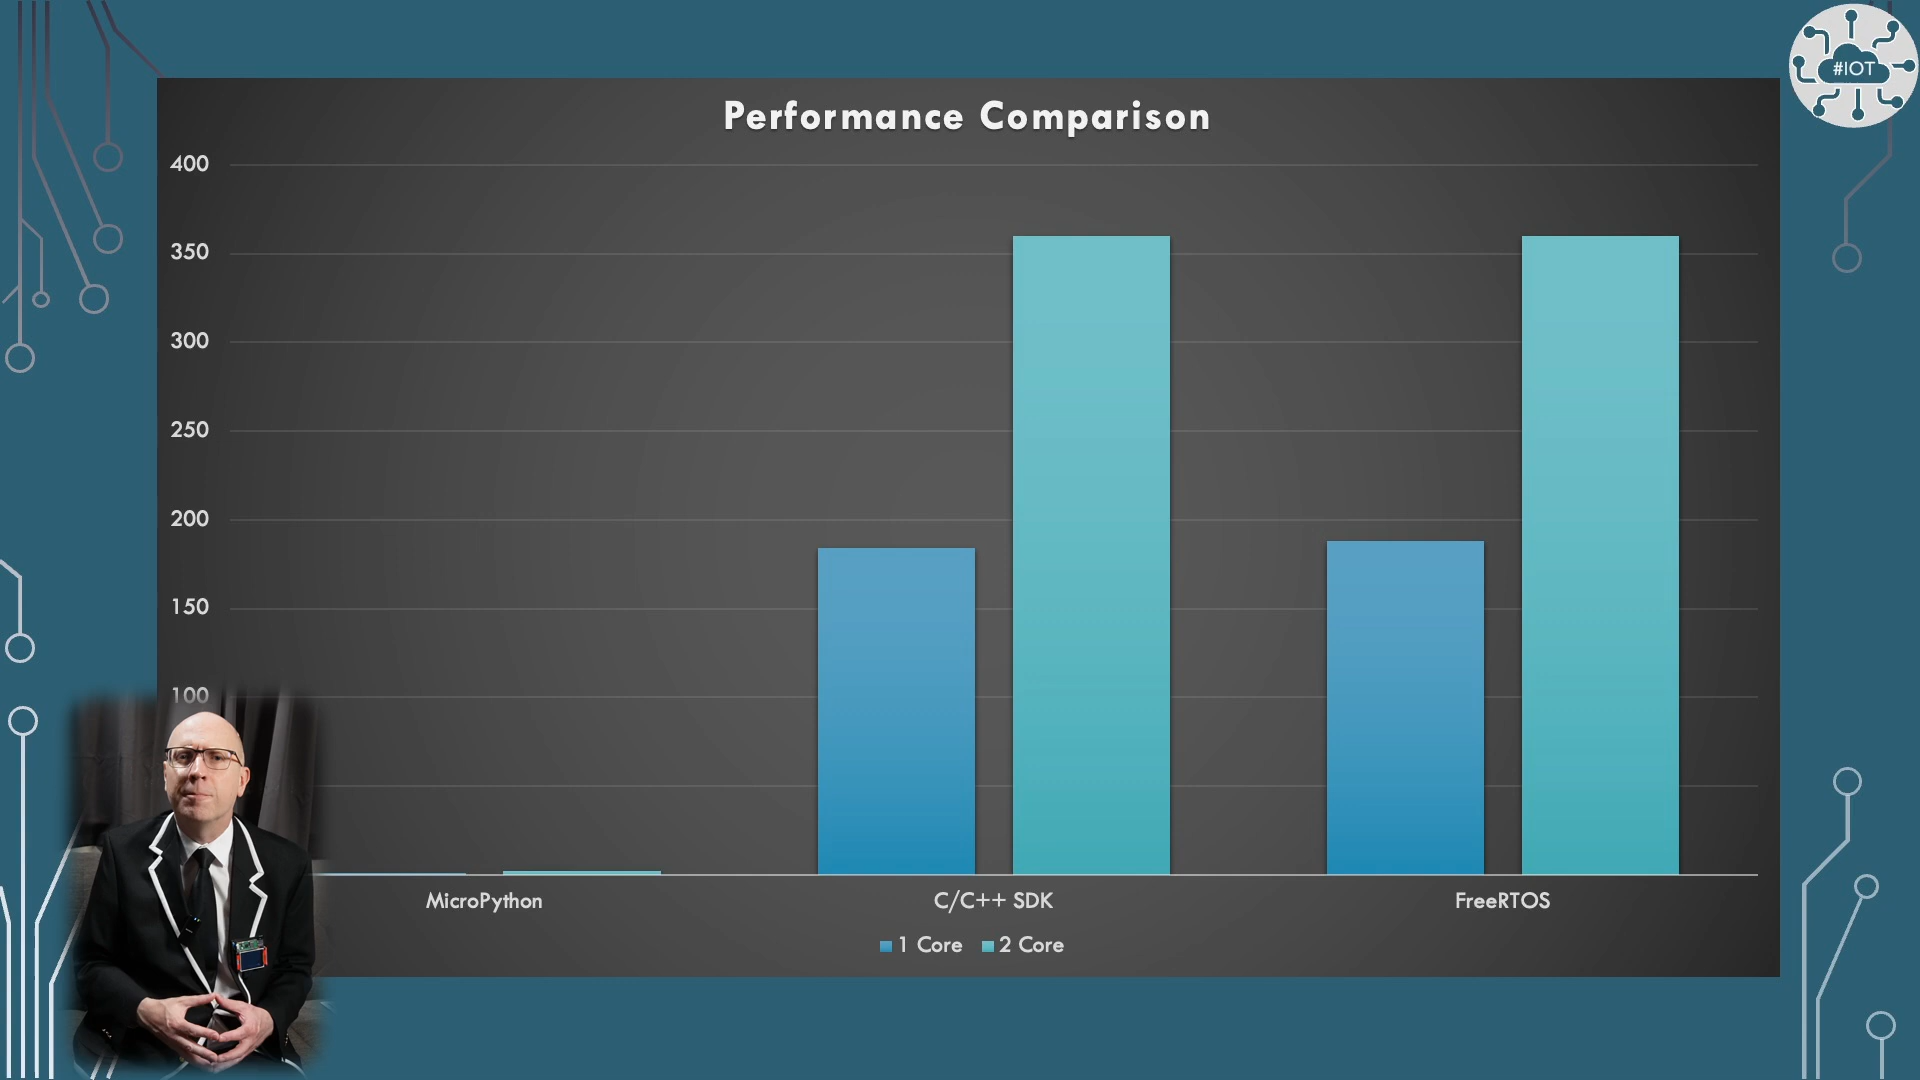 Performance Comparison
#IOT
400
350
300
250
200
150
100
MicroPython C/C++ SDK FreeRTOS
1 Core 2 Core